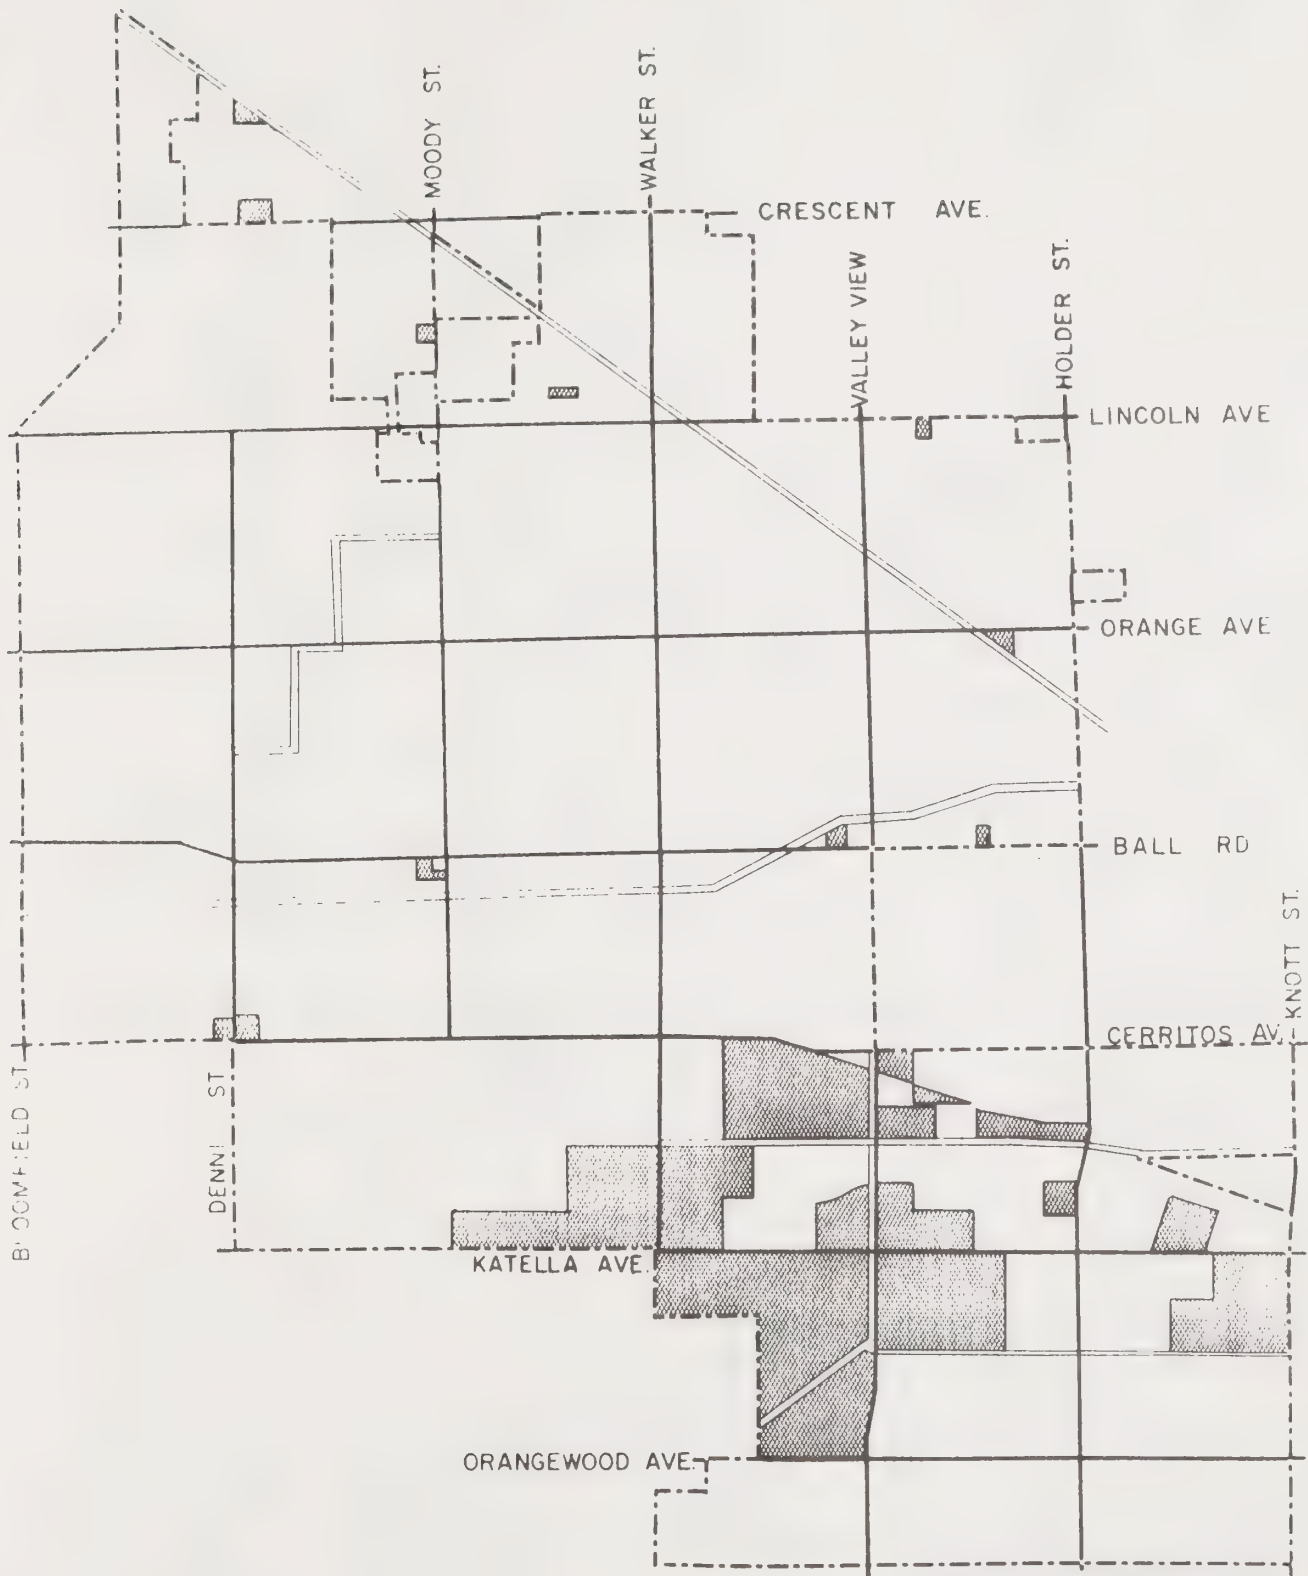 MOODY ST.
WALKER ST.
CRESCENT AVE.
VALLEY VIEW
HOLDER ST.
LINCOLN AVE
ORANGE AVE
BALL RD
KNOTT ST.
CERRITOS AV.
DENNI ST
KATELLA AVE.
ORANGEWOOD AVE.